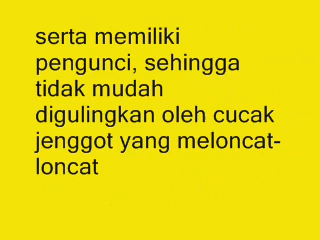 serta memiliki
pengunci, sehingga
tidak mudah
digulingkan oleh cucak
jenggot yang meloncat-
loncat